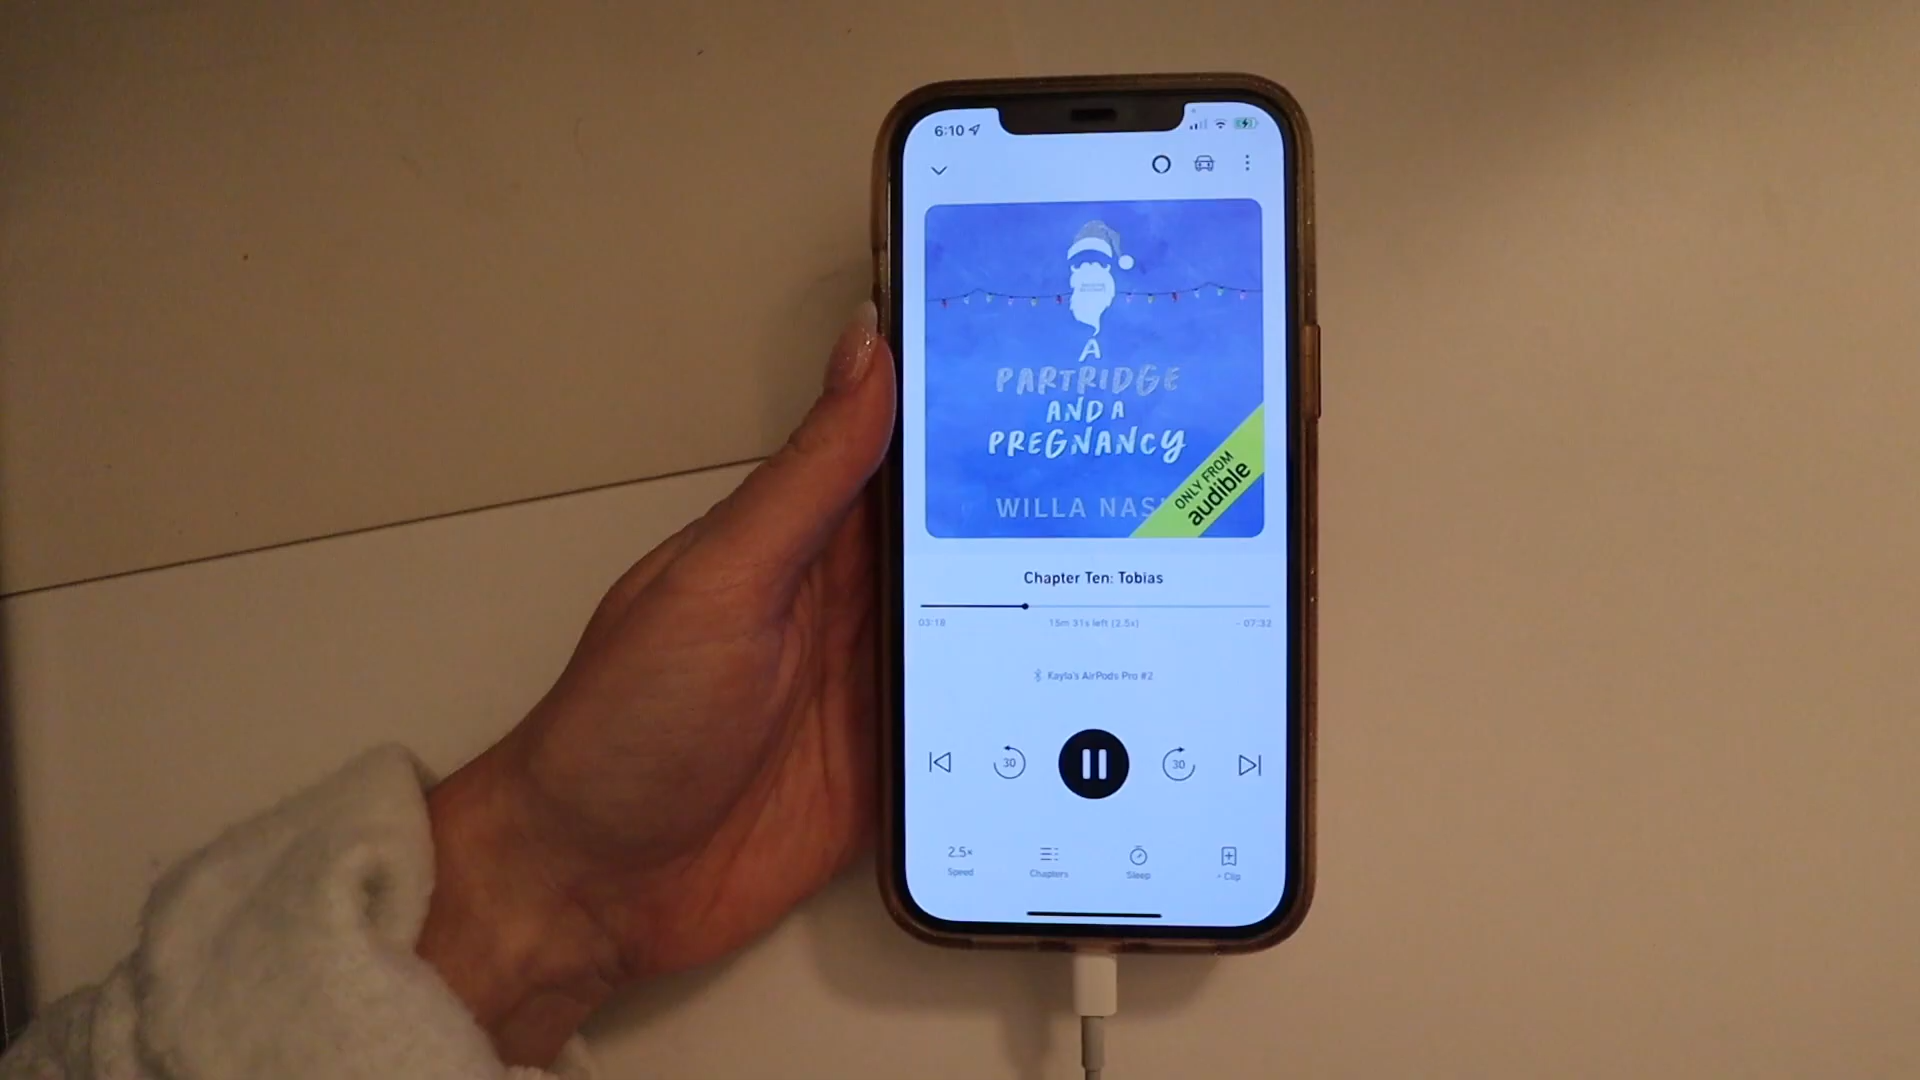 6:10
A
PARTRIDGE
AND A
PREGNANCY
WILLA NAS
ONLY FROM
audible
Chapter Ten: Tobias
03:18 15m 31s left (2.5x) - 07:32
Kayla's AirPods Pro #2
30 30
2.5x
Speed Chapters Sleep + Clip